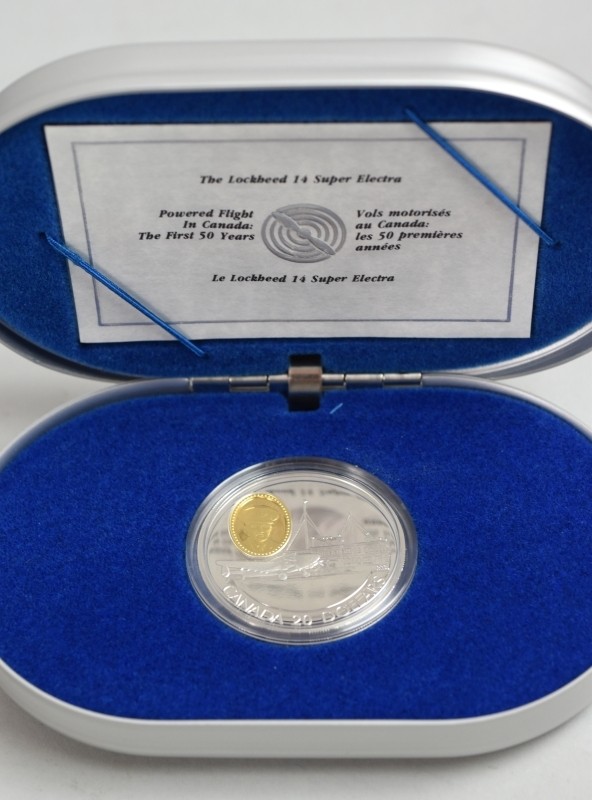 The Lockheed 14 Super Electra
Powered Flight
In Canada:
The First 50 Years
Vols motorisés
au Canada:
les 50 premières
années
Le Lockheed 14 Super Electra
CANADA 20 DOLLARS